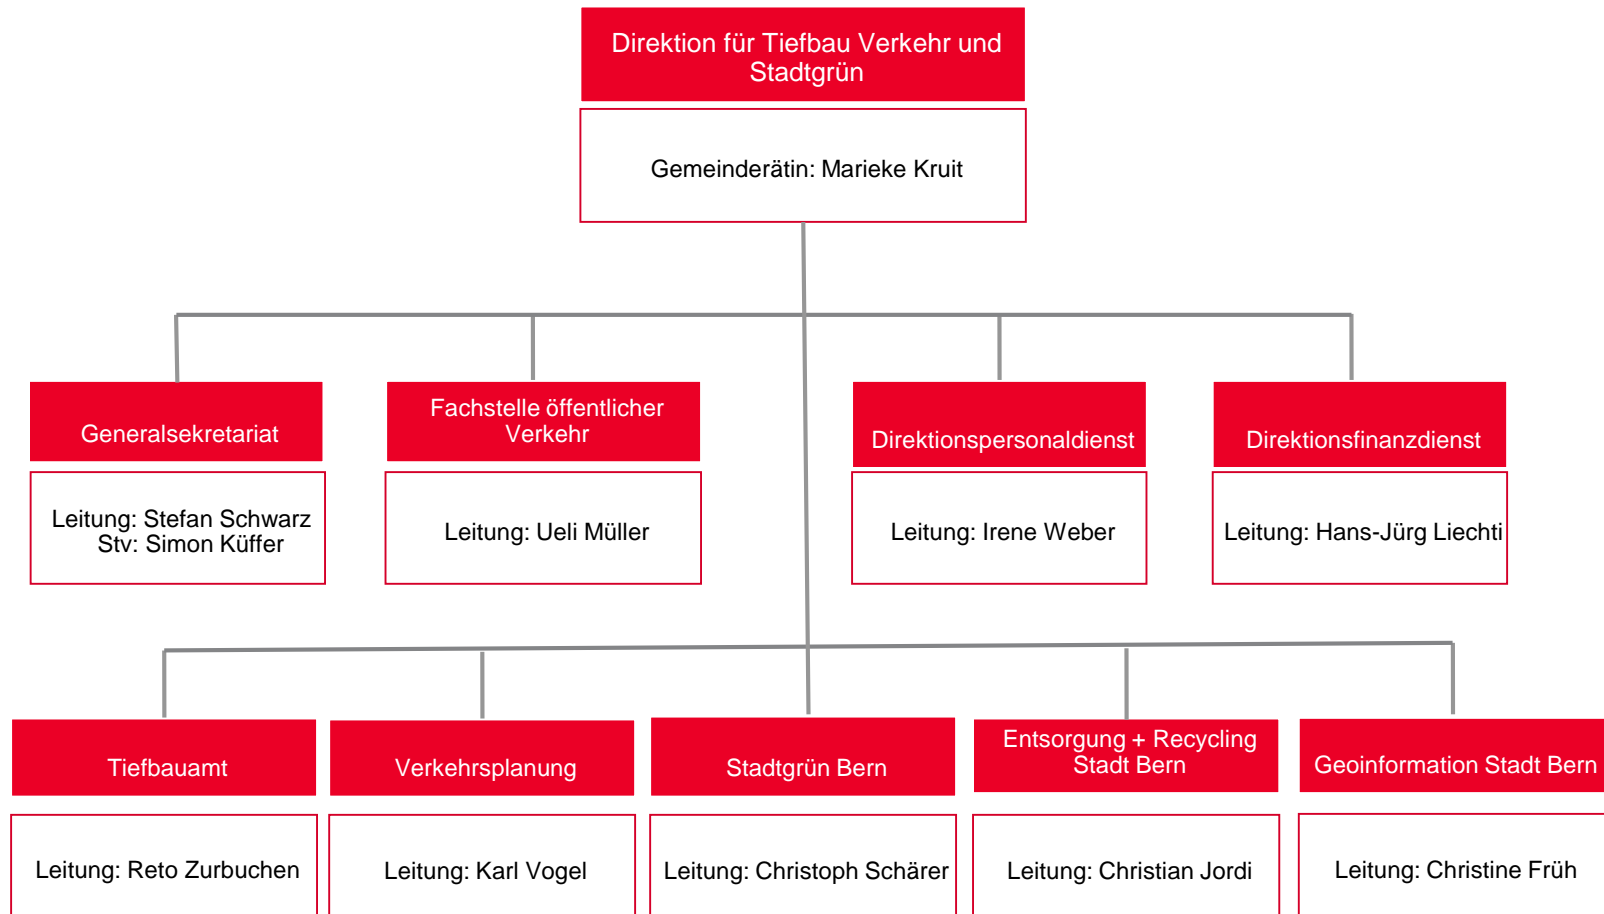 Direktion für Tiefbau Verkehr und
Stadtgrün
Gemeinderätin: Marieke Kruit
Generalsekretariat
Leitung: Stefan Schwarz
Stv: Simon Küffer
Fachstelle öffentlicher
Verkehr
Leitung: Ueli Müller
Direktionspersonaldienst
Leitung: Irene Weber
Direktionsfinanzdienst
Leitung: Hans-Jürg Liechti
Tiefbauamt
Leitung: Reto Zurbuchen
Verkehrsplanung
Leitung: Karl Vogel
Stadtgrün Bern
Leitung: Christoph Schärer
Entsorgung + Recycling
Stadt Bern
Leitung: Christian Jordi
Geoinformation Stadt Bern
Leitung: Christine Früh